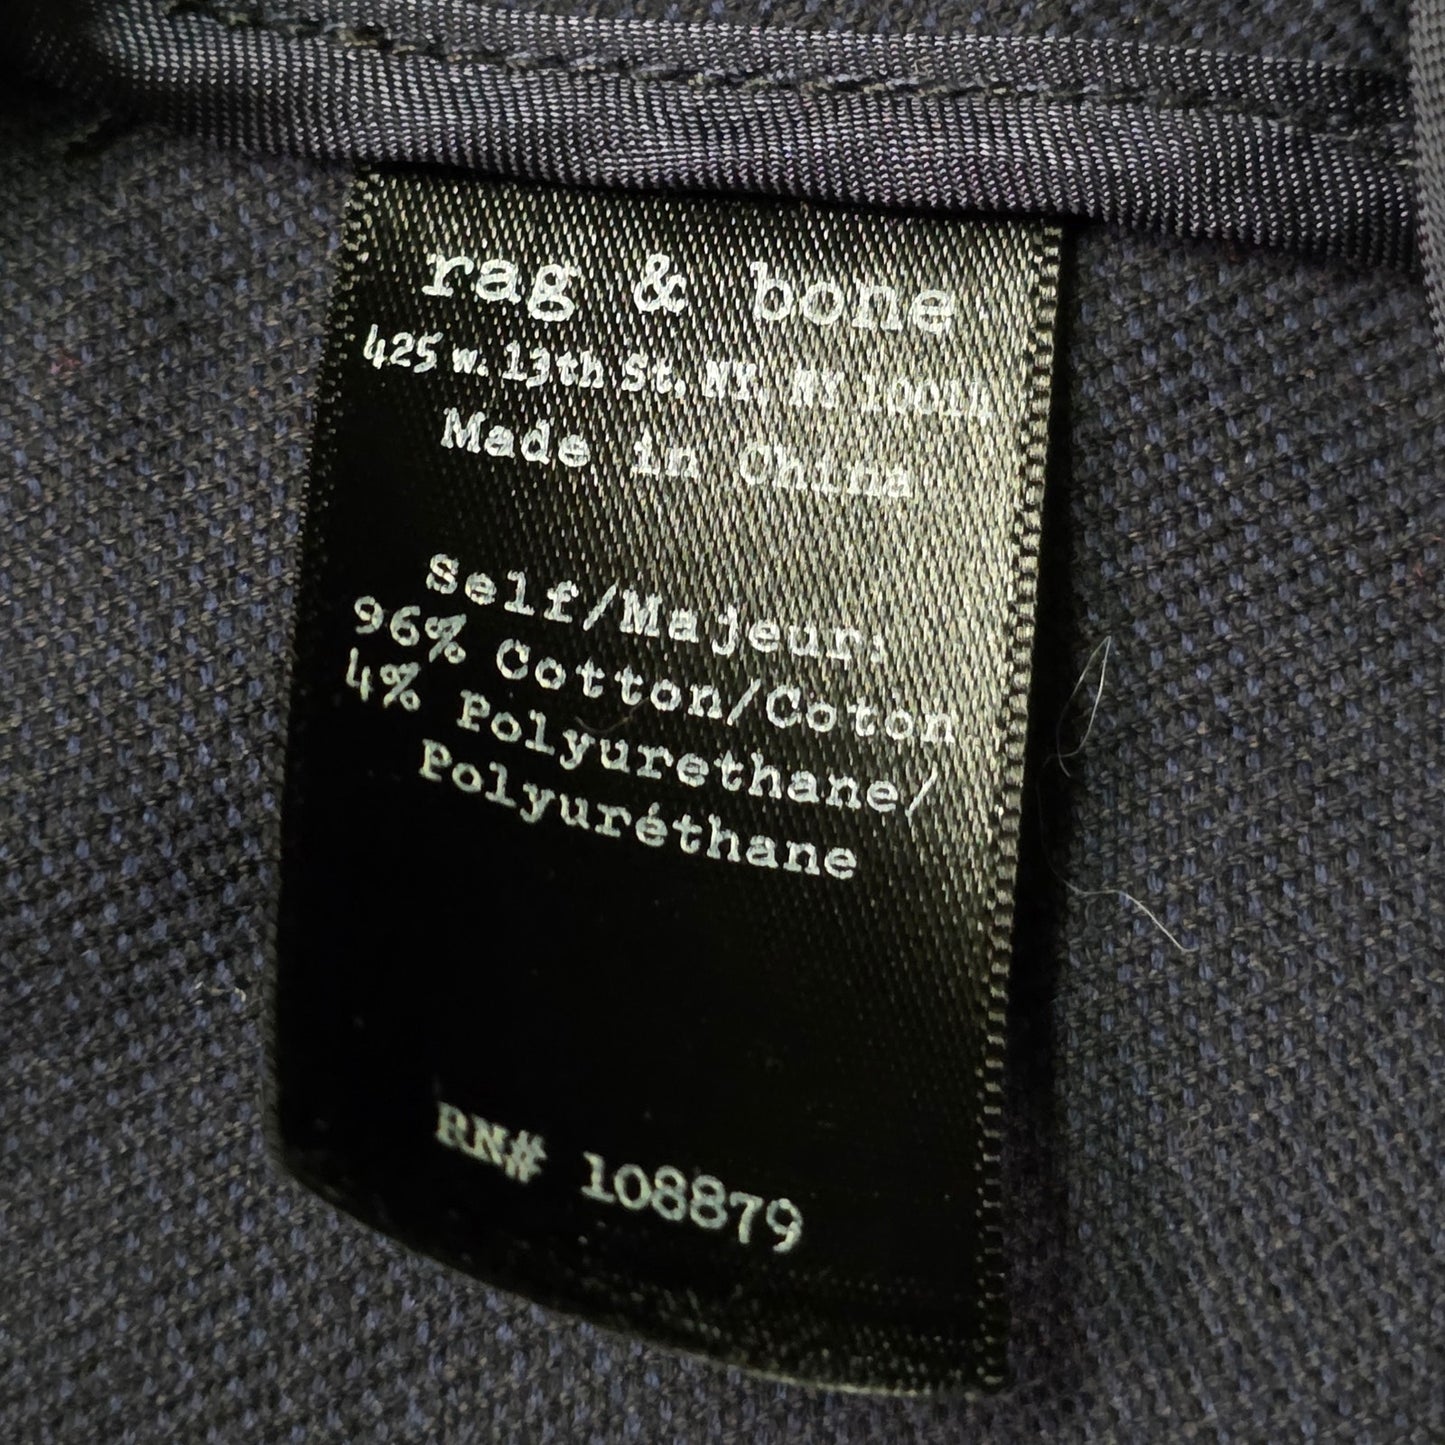 rag & bone
425 w. 13th St, NY, NY 10014
Made in China
Self/Majeur:
96% Cotton/Coton
4% Polyurethane/
Polyuréthane
RN# 108879